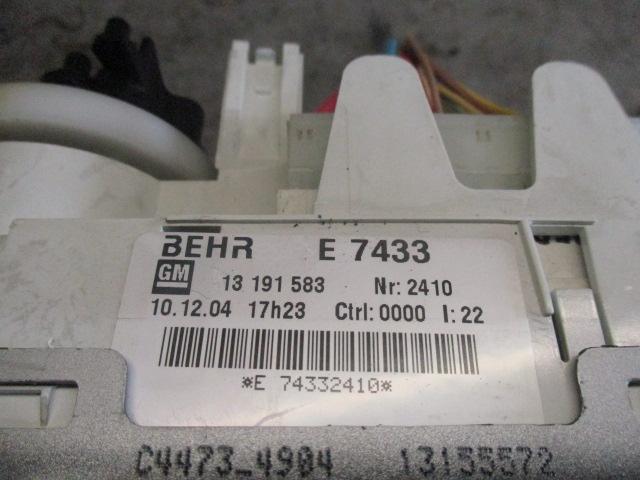 BEHR E 7433
GM 13 191 583 Nr: 2410
10.12.04 17h23 Ctrl: 0000 I: 22
*E 74332410*
C4473_4904 13155572